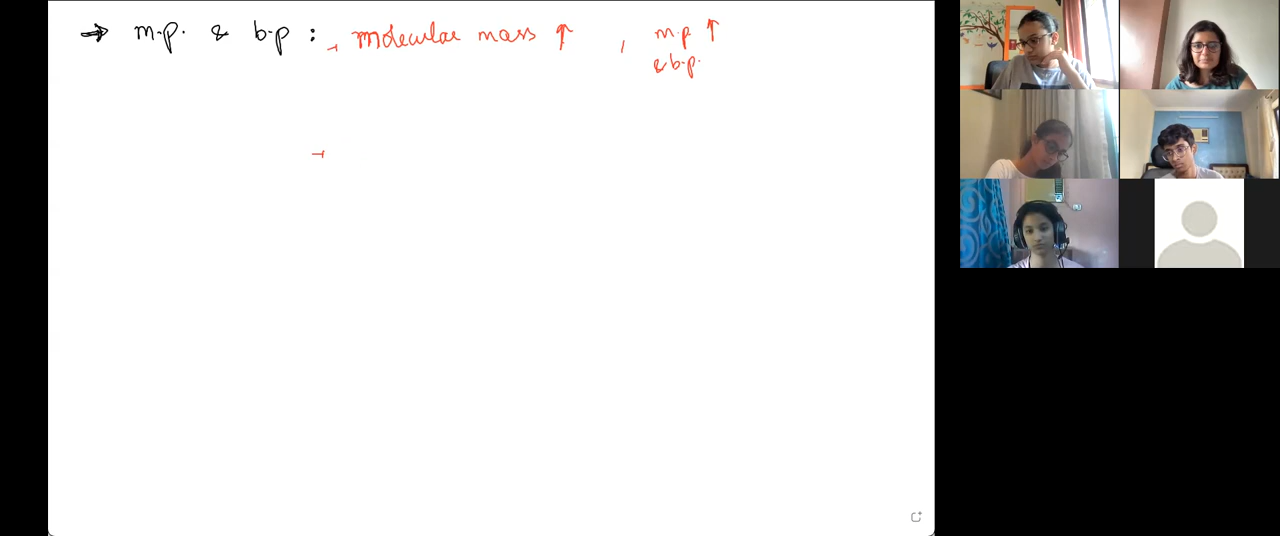 → m.p. & b.p : → molecular mass ↑ , m.p ↑
& b.p.
→